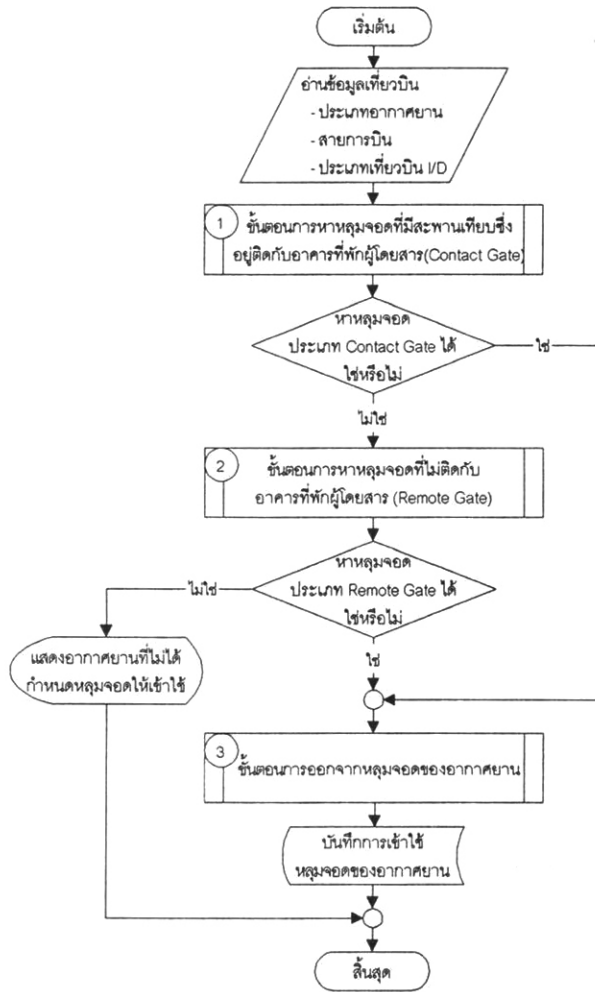 เริ่มต้น
อ่านข้อมูลเที่ยวบิน
- ประเภทอากาศยาน
- สายการบิน
- ประเภทเที่ยวบิน I/D
1
ขั้นตอนการหาหลุมจอดที่มีสะพานเทียบซึ่ง
อยู่ติดกับอาคารที่พักผู้โดยสาร(Contact Gate)
หาหลุมจอด
ประเภท Contact Gate ได้
ใช่หรือไม่
ใช่
ไม่ใช่
2
ขั้นตอนการหาหลุมจอดที่ไม่ติดกับ
อาคารที่พักผู้โดยสาร (Remote Gate)
หาหลุมจอด
ประเภท Remote Gate ได้
ใช่หรือไม่
ไม่ใช่
แสดงอากาศยานที่ไม่ได้
กำหนดหลุมจอดให้เข้าใช้
ใช่
3
ขั้นตอนการออกจากหลุมจอดของอากาศยาน
บันทึกการเข้าใช้
หลุมจอดของอากาศยาน
สิ้นสุด